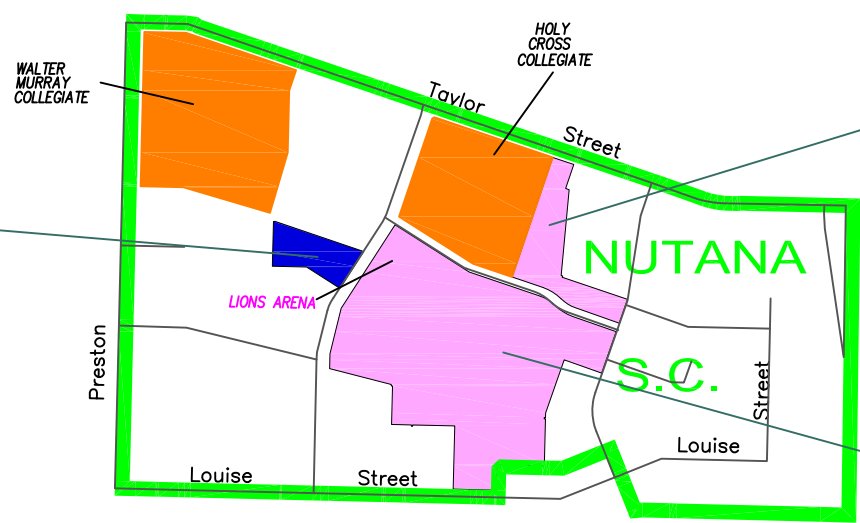 HOLY
CROSS
COLLEGIATE
WALTER
MURRAY
COLLEGIATE
Taylor
Street
NUTANA
LIONS ARENA
S.C.
Preston
Street
Louise
Louise
Street